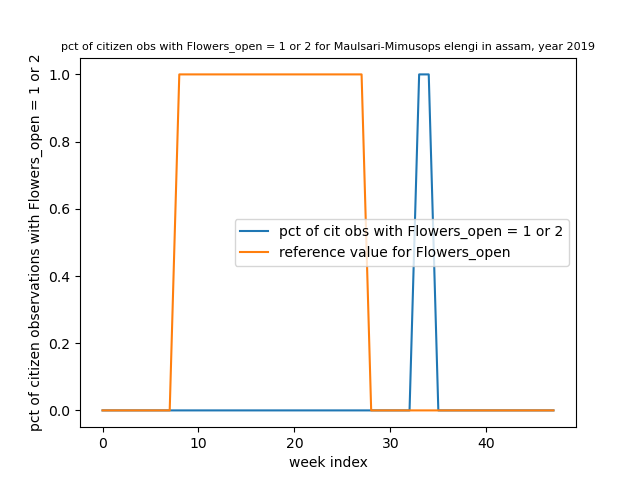 pct of citizen obs with Flowers_open = 1 or 2 for Maulsari-Mimusops elengi in assam, year 2019
pct of citizen observations with Flowers_open = 1 or 2
1.0
0.8
0.6
0.4
0.2
0.0
pct of cit obs with Flowers_open = 1 or 2
reference value for Flowers_open
0 10 20 30 40
week index